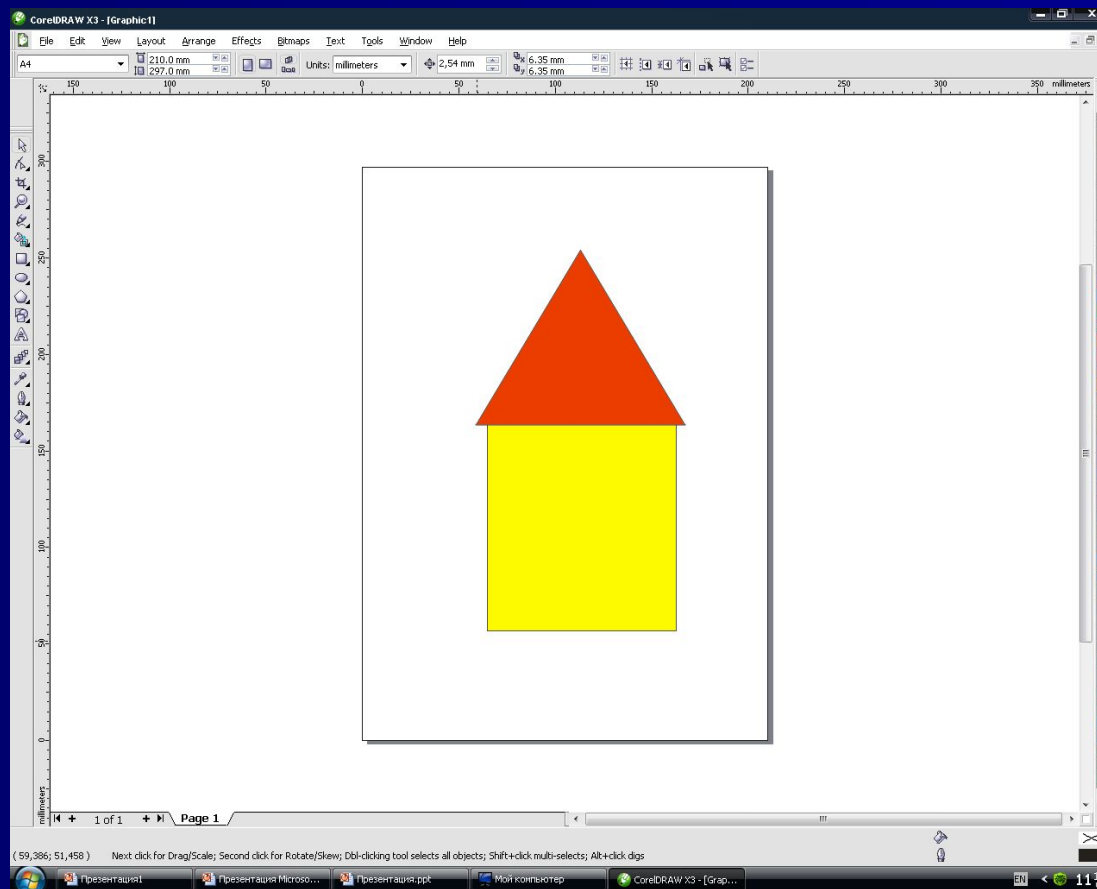 CorelDRAW X3 - [Graphic1]
File Edit View Layout Arrange Effects Bitmaps Text Tools Window Help
A4 210.0 mm 297.0 mm Units: millimeters 2,54 mm 6.35 mm 6.35 mm
150 100 50 0 50 100 150 200 250 300 350 millimeters
300
250
200
150
100
50
0
millimeters
1 of 1 Page 1
( 59,386; 51,458 ) Next click for Drag/Scale; Second click for Rotate/Skew; Dbl-clicking tool selects all objects; Shift+click multi-selects; Alt+click digs
Презентация1 Презентация Microso... Презентация.ppt Мой компьютер CorelDRAW X3 - [Grap... EN